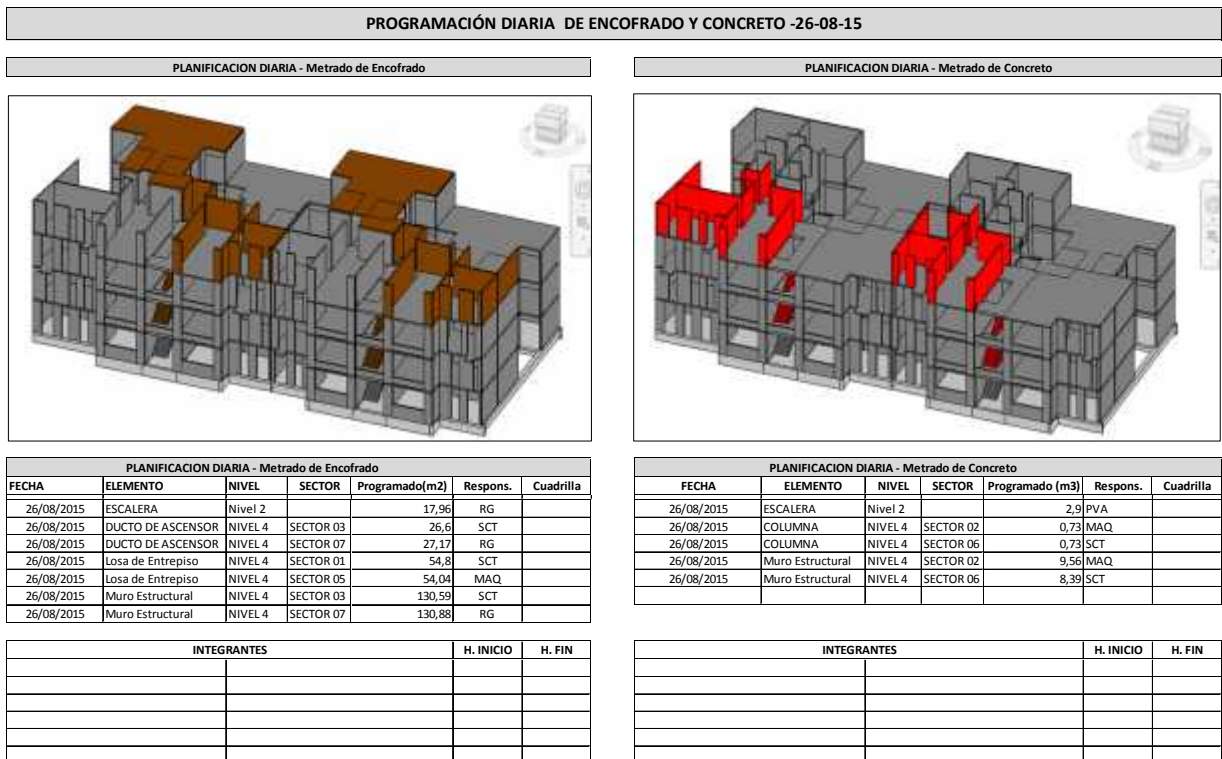 PROGRAMACIÓN DIARIA DE ENCOFRADO Y CONCRETO -26-08-15
PLANIFICACION DIARIA - Metrado de Encofrado
PLANIFICACION DIARIA - Metrado de Concreto
PLANIFICACION DIARIA - Metrado de Encofrado
FECHA ELEMENTO NIVEL SECTOR Programado(m2) Respons. Cuadrilla
26/08/2015 ESCALERA Nivel 2 17,96 RG
26/08/2015 DUCTO DE ASCENSOR NIVEL 4 SECTOR 03 26,6 SCT
26/08/2015 DUCTO DE ASCENSOR NIVEL 4 SECTOR 07 27,17 RG
26/08/2015 Losa de Entrepiso NIVEL 4 SECTOR 01 54,8 SCT
26/08/2015 Losa de Entrepiso NIVEL 4 SECTOR 05 54,04 MAQ
26/08/2015 Muro Estructural NIVEL 4 SECTOR 03 130,59 SCT
26/08/2015 Muro Estructural NIVEL 4 SECTOR 07 130,88 RG
INTEGRANTES H. INICIO H. FIN
PLANIFICACION DIARIA - Metrado de Concreto
FECHA ELEMENTO NIVEL SECTOR Programado (m3) Respons. Cuadrilla
26/08/2015 ESCALERA Nivel 2 2,9 PVA
26/08/2015 COLUMNA NIVEL 4 SECTOR 02 0,73 MAQ
26/08/2015 COLUMNA NIVEL 4 SECTOR 06 0,73 SCT
26/08/2015 Muro Estructural NIVEL 4 SECTOR 02 9,56 MAQ
26/08/2015 Muro Estructural NIVEL 4 SECTOR 06 8,39 SCT
INTEGRANTES H. INICIO H. FIN